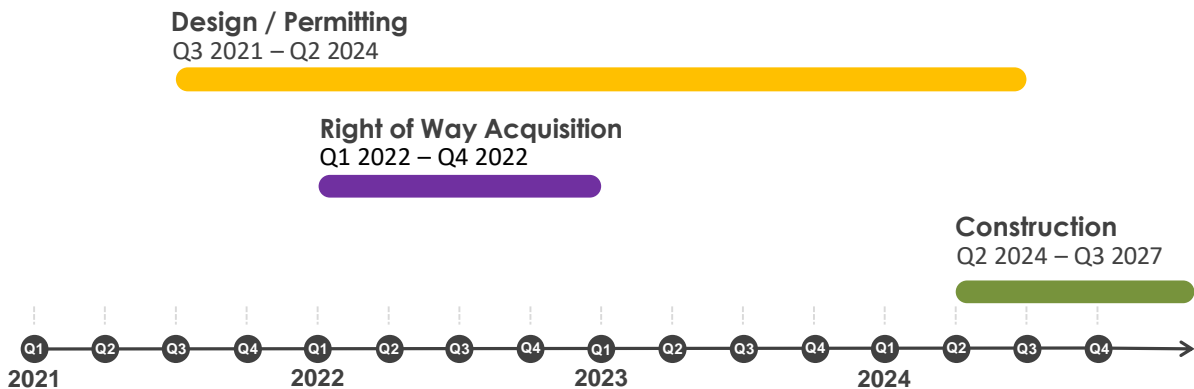 Design / Permitting
Q3 2021 – Q2 2024
Right of Way Acquisition
Q1 2022 – Q4 2022
Construction
Q2 2024 – Q3 2027
Q1 Q2 Q3 Q4 Q1 Q2 Q3 Q4 Q1 Q2 Q3 Q4 Q1 Q2 Q3 Q4
2021 2022 2023 2024